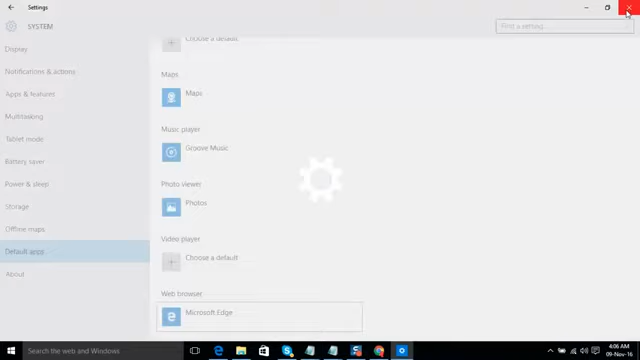 Settings
SYSTEM
Find a setting
Display
Notifications & actions
Apps & features
Multitasking
Tablet mode
Battery saver
Power & sleep
Storage
Offline maps
Default apps
About
Choose a default
Maps
Maps
Music player
Groove Music
Photo viewer
Photos
Video player
Choose a default
Web browser
Microsoft Edge
Search the web and Windows
4:06 AM
09-Nov-16